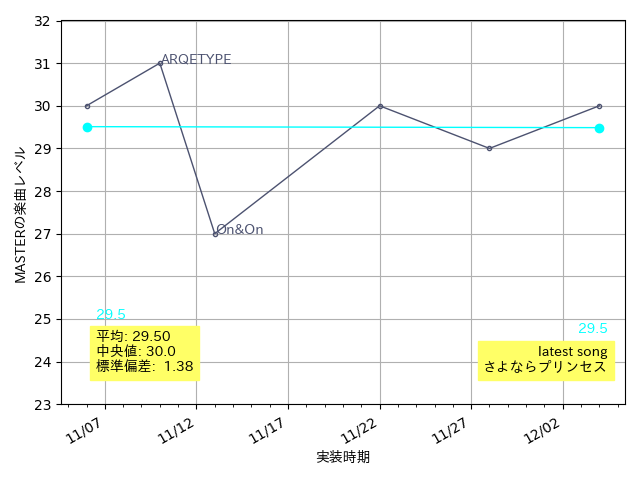 32
31
30
29
28
27
26
25
24
23
MASTERの楽曲レベル
ARQETYPE
On&On
29.5
平均: 29.50
中央値: 30.0
標準偏差: 1.38
29.5
latest song
さよならプリンセス
11/07
11/12
11/17
11/22
11/27
12/02
実装時期